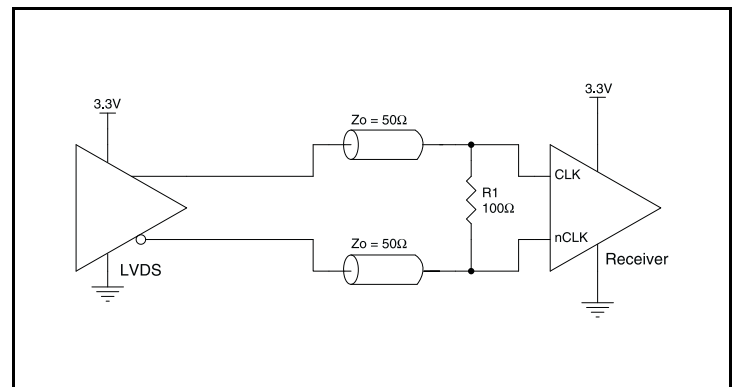 3.3V
LVDS
Zo = 50Ω
Zo = 50Ω
R1
100Ω
3.3V
CLK
nCLK
Receiver